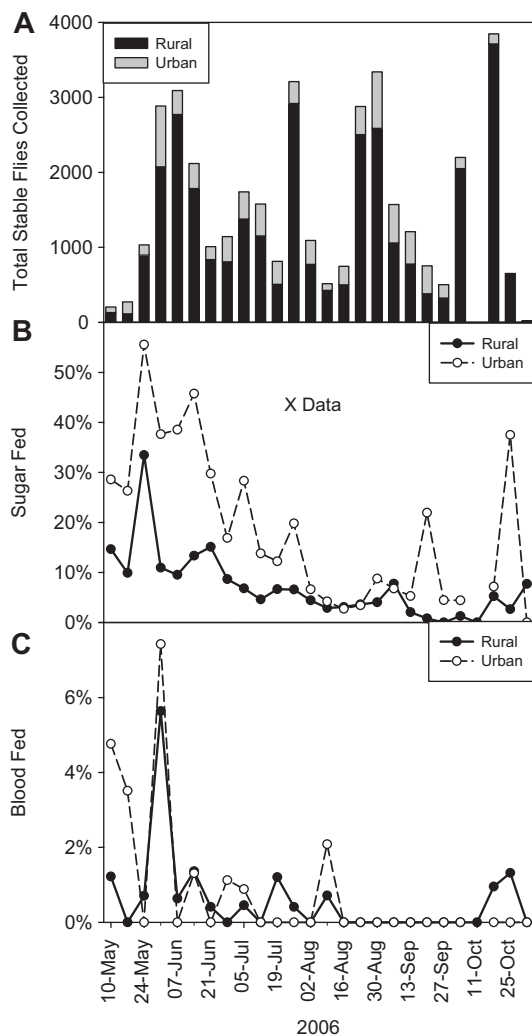 A
4000
3000
2000
1000
0
Total Stable Flies Collected
Rural
Urban
B
50%
40%
30%
20%
10%
0%
Sugar Fed
X Data
Rural
Urban
C
6%
4%
2%
0%
Blood Fed
Rural
Urban
10-May
24-May
07-Jun
21-Jun
05-Jul
19-Jul
02-Aug
16-Aug
30-Aug
13-Sep
27-Sep
11-Oct
25-Oct
2006